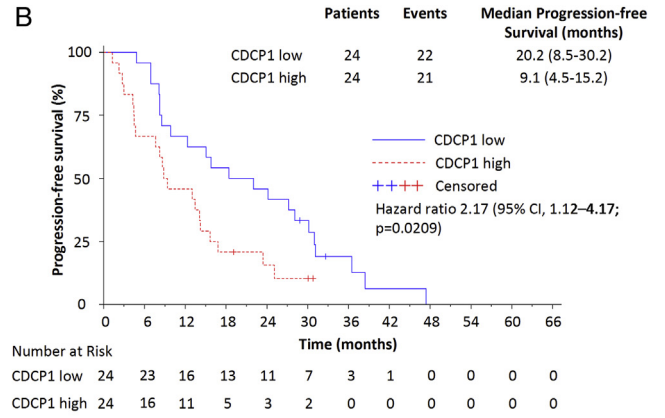 B
Patients Events Median Progression-free
Survival (months)
CDCP1 low 24 22 20.2 (8.5-30.2)
CDCP1 high 24 21 9.1 (4.5-15.2)
Progression-free survival (%)
100
75
50
25
0
CDCP1 low
CDCP1 high
Censored
Hazard ratio 2.17 (95% CI, 1.12–4.17;
p=0.0209)
0 6 12 18 24 30 36 42 48 54 60 66
Time (months)
Number at Risk
CDCP1 low 24 23 16 13 11 7 3 1 0 0 0 0
CDCP1 high 24 16 11 5 3 2 0 0 0 0 0 0